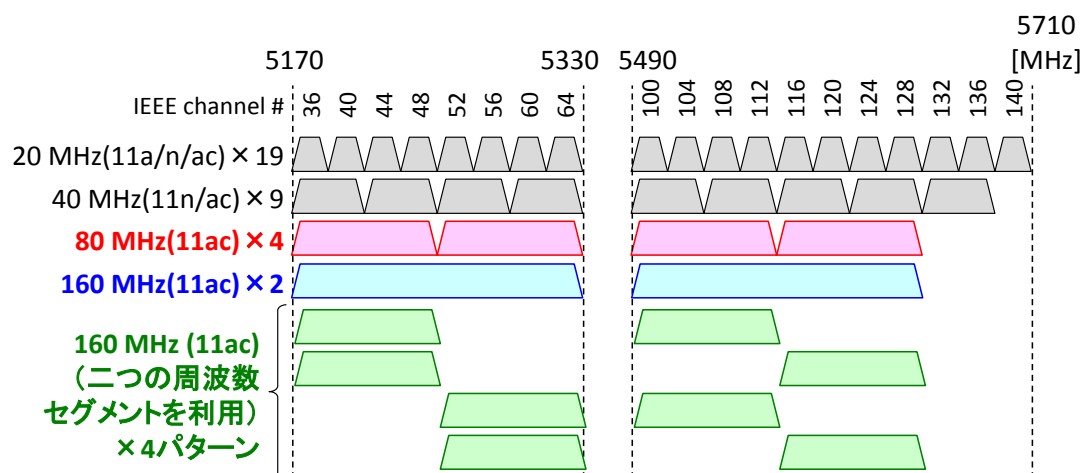 5710
5170 5330 5490 [MHz]
IEEE channel # 36 40 44 48 52 56 60 64 100 104 108 112 116 120 124 128 132 136 140
20 MHz(11a/n/ac)×19
40 MHz(11n/ac)×9
80 MHz(11ac)×4
160 MHz(11ac)×2
160 MHz (11ac)
（二つの周波数
セグメントを利用）
×4パターン